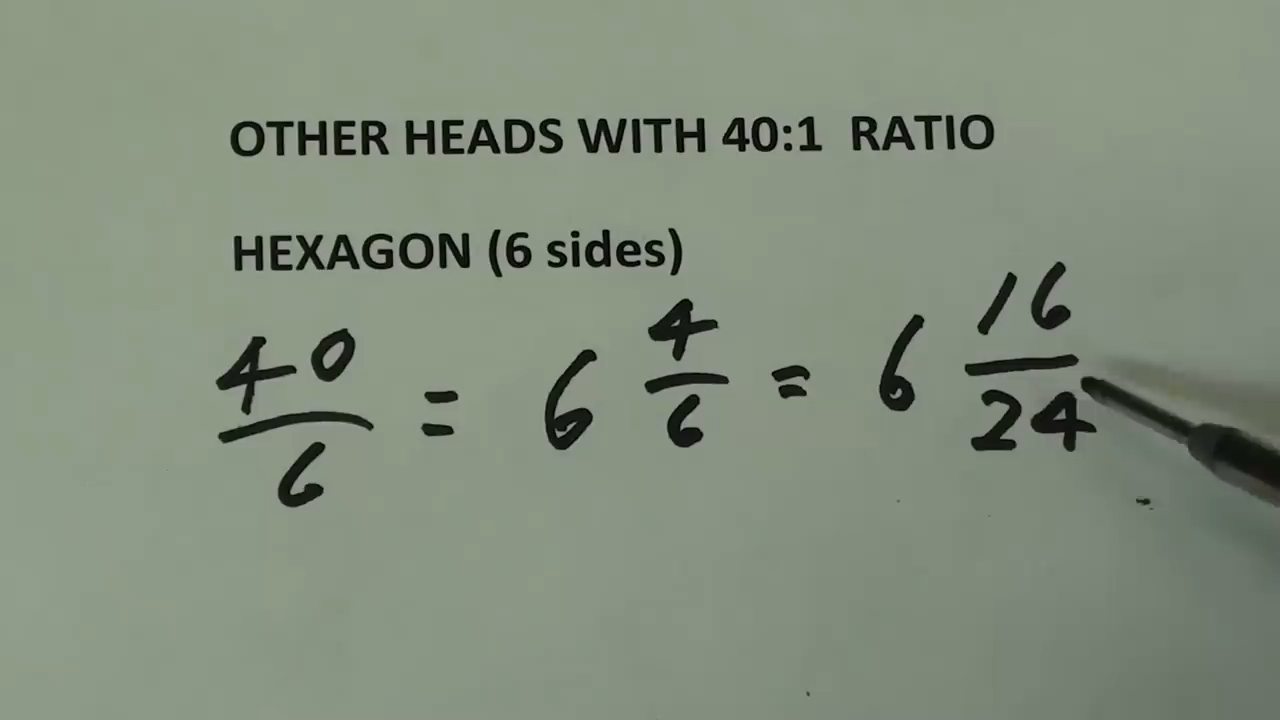 OTHER HEADS WITH 40:1 RATIO
HEXAGON (6 sides)
40/6 = 6 4/6 = 6 16/24